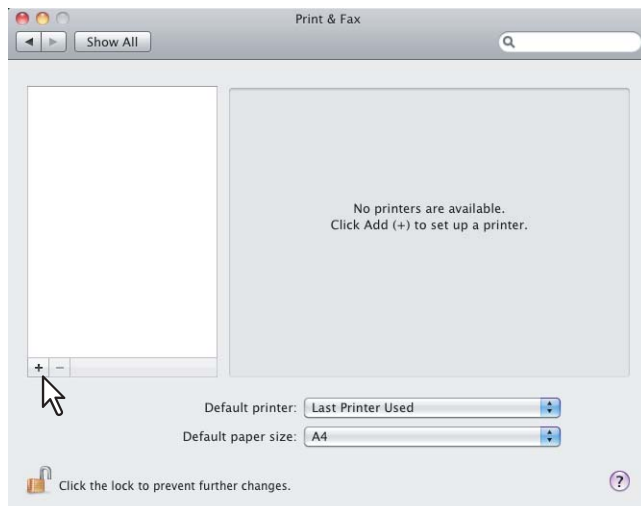 Print & Fax
Show All
No printers are available.
Click Add (+) to set up a printer.
+ −
Default printer: Last Printer Used
Default paper size: A4
Click the lock to prevent further changes.
?